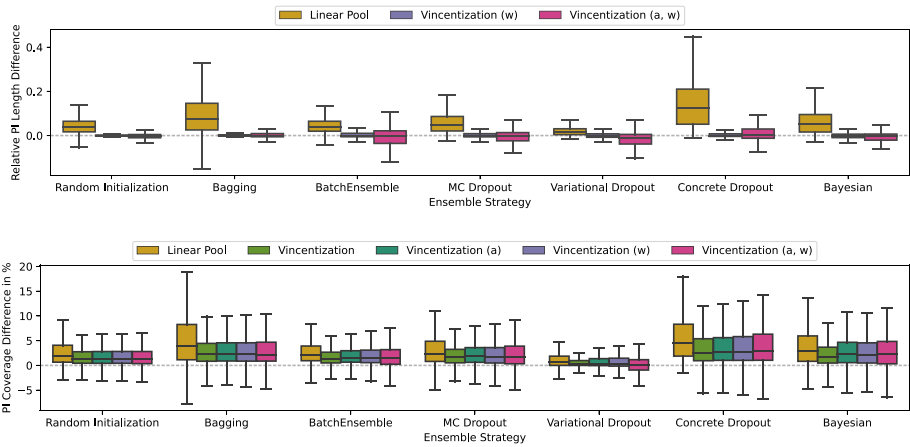 Linear Pool Vincentization (w) Vincentization (a, w)
Relative PI Length Difference
0.4
0.2
0.0
Random Initialization Bagging BatchEnsemble MC Dropout Variational Dropout Concrete Dropout Bayesian
Ensemble Strategy
Linear Pool Vincentization Vincentization (a) Vincentization (w) Vincentization (a, w)
PI Coverage Difference in %
20
15
10
5
0
−5
Random Initialization Bagging BatchEnsemble MC Dropout Variational Dropout Concrete Dropout Bayesian
Ensemble Strategy